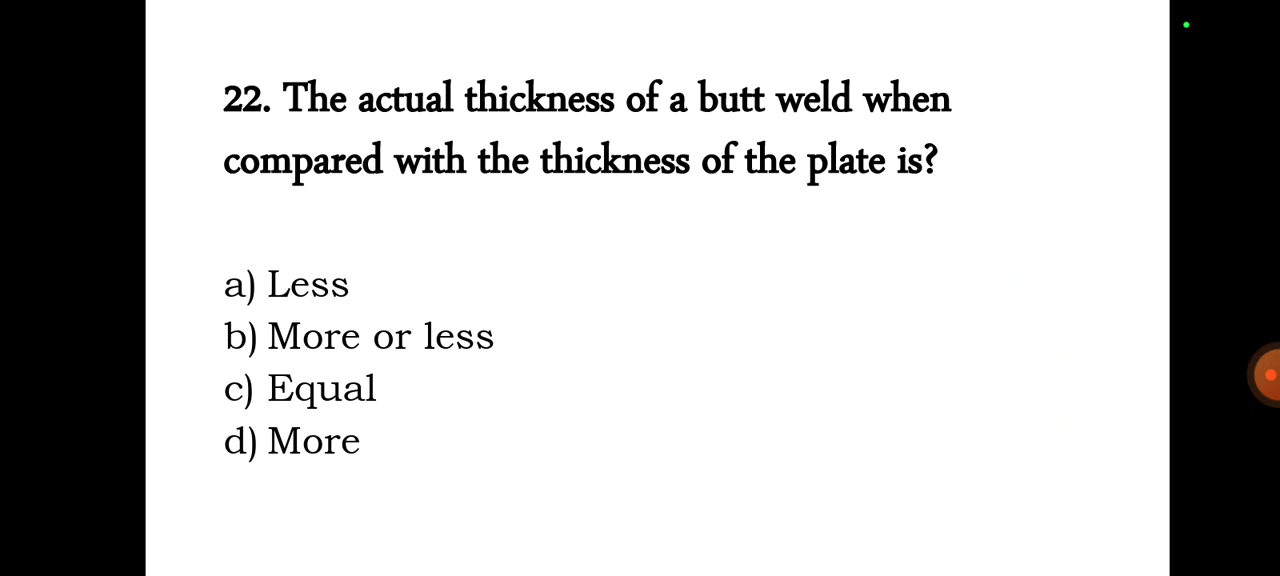 22. The actual thickness of a butt weld when
compared with the thickness of the plate is?
a) Less
b) More or less
c) Equal
d) More